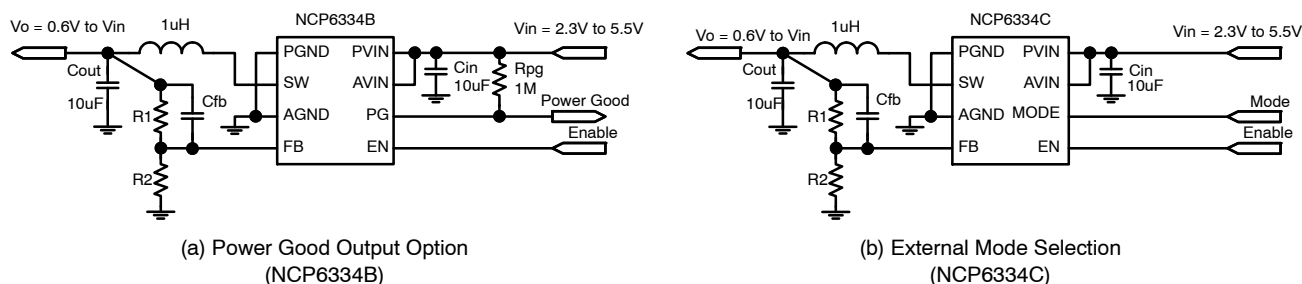 Vo = 0.6V to Vin
1uH
NCP6334B
Vin = 2.3V to 5.5V
PGND
PVIN
Cout
SW
AVIN
Cin
Rpg
10uF
Cfb
10uF
1M
R1
AGND
PG
Power Good
Enable
FB
EN
R2
(a) Power Good Output Option
(NCP6334B)
Vo = 0.6V to Vin
1uH
NCP6334C
Vin = 2.3V to 5.5V
PGND
PVIN
Cout
SW
AVIN
Cin
10uF
Cfb
10uF
R1
AGND
MODE
Mode
Enable
FB
EN
R2
(b) External Mode Selection
(NCP6334C)